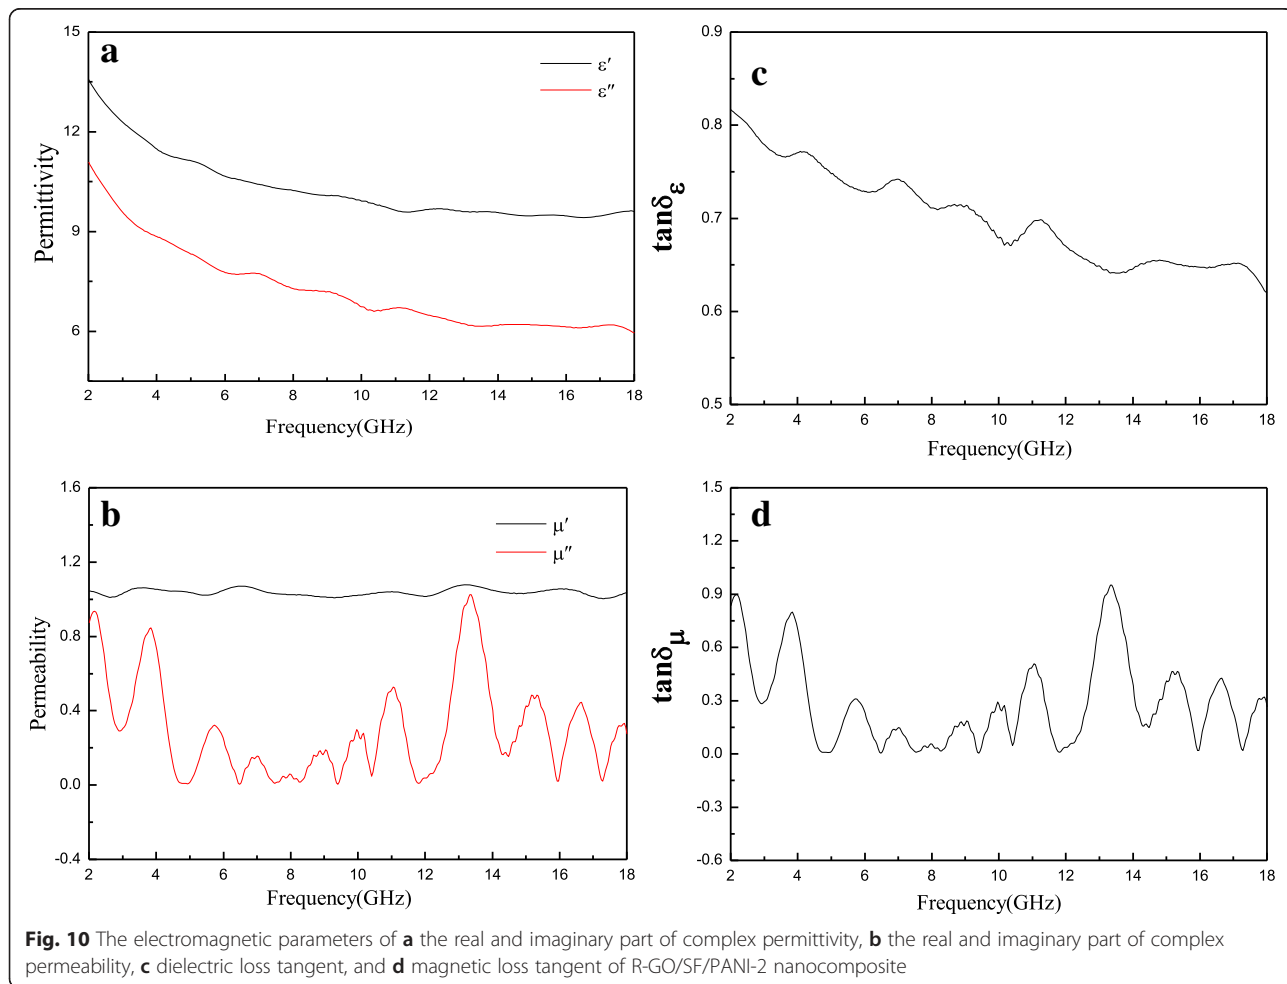 a
ε′
ε″
15
12
9
6
Permittivity
2 4 6 8 10 12 14 16 18
Frequency(GHz)
c
0.9
0.8
0.7
0.6
0.5
tanδε
2 4 6 8 10 12 14 16 18
Frequency(GHz)
b
μ′
μ″
1.6
1.2
0.8
0.4
0.0
-0.4
Permeability
2 4 6 8 10 12 14 16 18
Frequency(GHz)
d
1.5
1.2
0.9
0.6
0.3
0.0
-0.3
-0.6
tanδμ
2 4 6 8 10 12 14 16 18
Frequency(GHz)
Fig. 10 The electromagnetic parameters of a the real and imaginary part of complex permittivity, b the real and imaginary part of complex
permeability, c dielectric loss tangent, and d magnetic loss tangent of R-GO/SF/PANI-2 nanocomposite